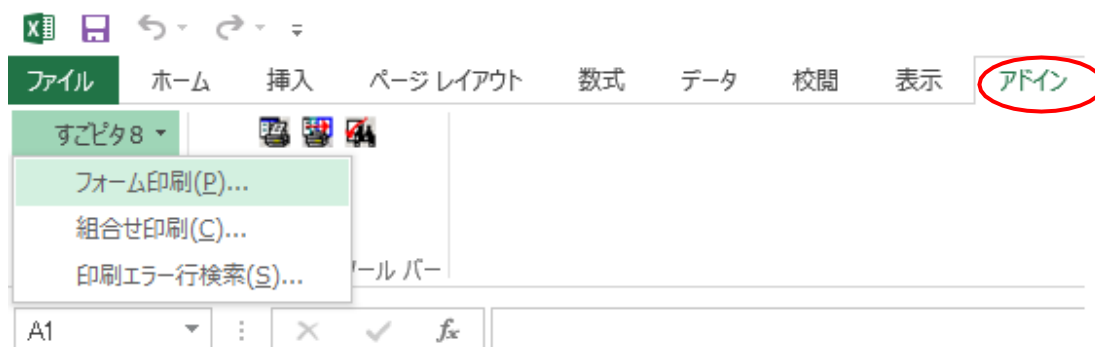 ファイル ホーム 挿入 ページ レイアウト 数式 データ 校閲 表示 アドイン
すごピタ8
フォーム印刷(P)...
組合せ印刷(C)...
印刷エラー行検索(S)...
ール バー
A1 fx